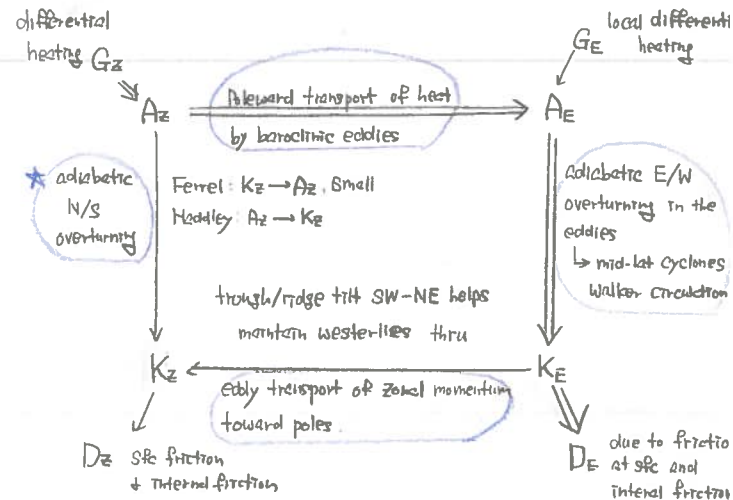 differential
heating Gz
GE
local differenti
heating
Az
Poleward transport of heat
by baroclinic eddies
AE
★ adiabatic
N/S
overturning
Ferrel: Kz → Az, Small
Hadley: Az → Kz
adiabatic E/W
overturning in the
eddies
↳ mid-lat cyclones
Walker circulation
trough/ridge tilt SW-NE helps
maintain westerlies thru
Kz
eddy transport of zonal momentum
toward poles
KE
Dz sfc friction
+ internal friction
DE due to frictio
at sfc and
internal friction